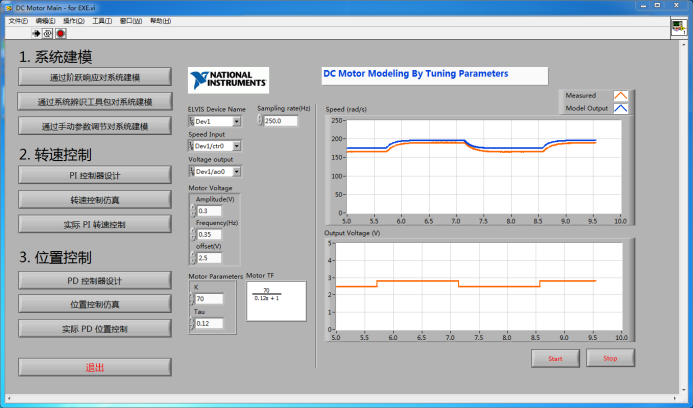 DC Motor Main - for EXE.vi
文件(F) 编辑(E) 操作(O) 工具(T) 窗口(W) 帮助(H)
1. 系统建模
通过阶跃响应对系统建模
通过系统辨识工具包对系统建模
通过手动参数调节对系统建模
2. 转速控制
PI 控制器设计
转速控制仿真
实际 PI 转速控制
3. 位置控制
PD 控制器设计
位置控制仿真
实际 PD 位置控制
退出
NATIONAL
INSTRUMENTS
DC Motor Modeling By Tuning Parameters
ELVIS Device Name
Dev1
Sampling rate(Hz)
250.0
Speed Input
Dev1/ctr0
Voltage output
Dev1/ao0
Motor Voltage
Amplitude(V)
0.3
Frequency(Hz)
0.35
offset(V)
2.5
Motor Parameters
K
70
Tau
0.12
Motor TF
70
0.12s + 1
Measured
Model Output
Speed (rad/s)
250
200
150
100
50
0
5.0 5.5 6.0 6.5 7.0 7.5 8.0 8.5 9.0 9.5 10.0
Output Voltage (V)
5
4
3
2
1
0
5.0 5.5 6.0 6.5 7.0 7.5 8.0 8.5 9.0 9.5 10.0
Start Stop